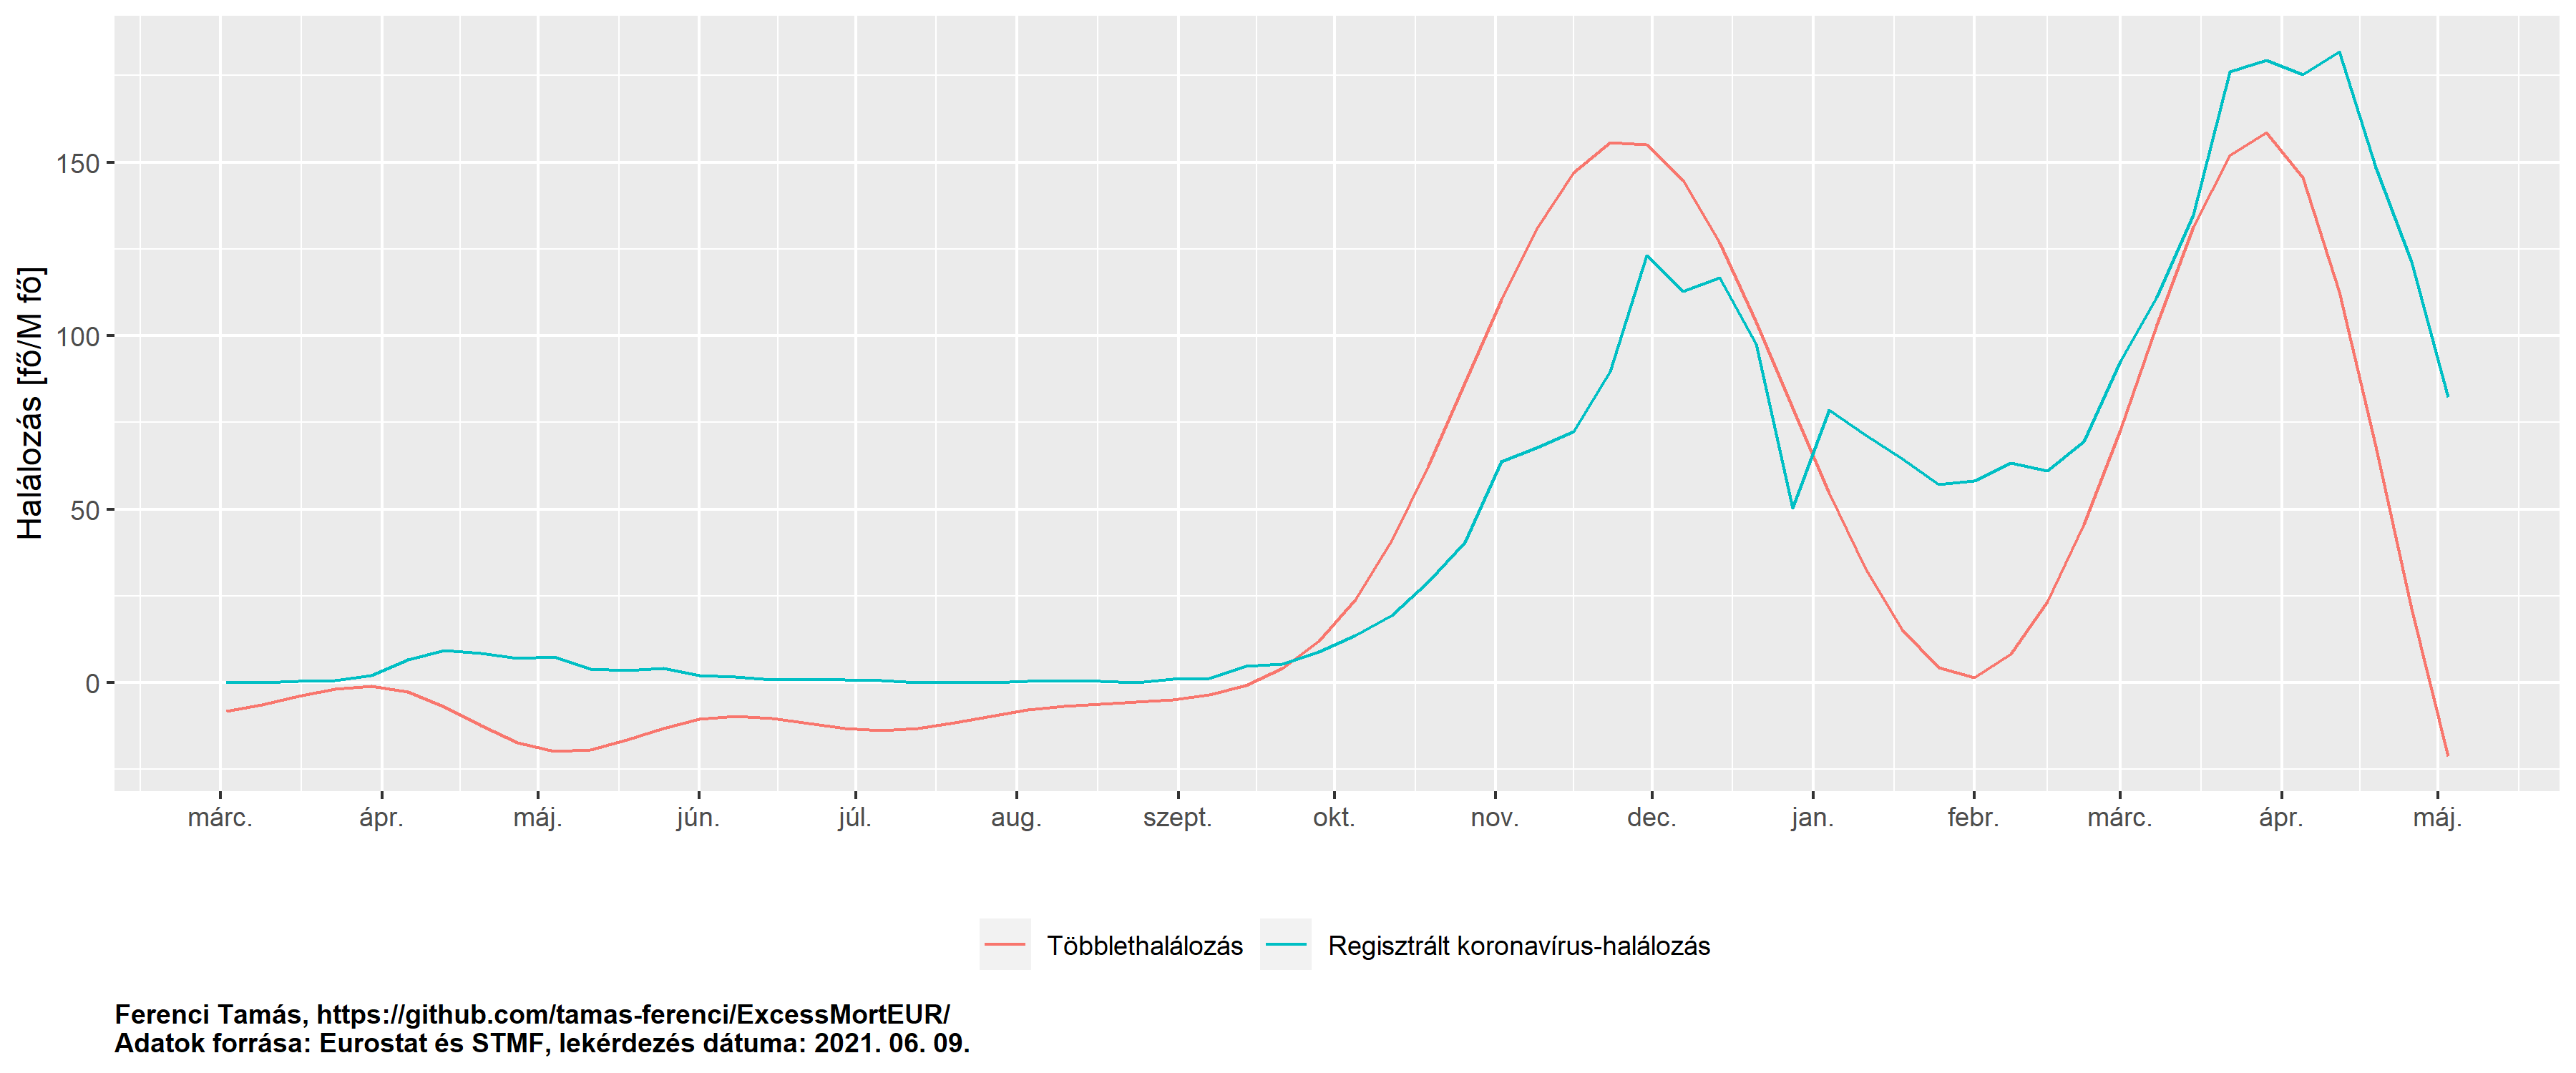 Halálozás [fő/M fő]
150
100
50
0
márc. ápr. máj. jún. júl. aug. szept. okt. nov. dec. jan. febr. márc. ápr. máj.
Többlethalálozás Regisztrált koronavírus-halálozás
Ferenci Tamás, https://github.com/tamas-ferenci/ExcessMortEUR/
Adatok forrása: Eurostat és STMF, lekérdezés dátuma: 2021. 06. 09.